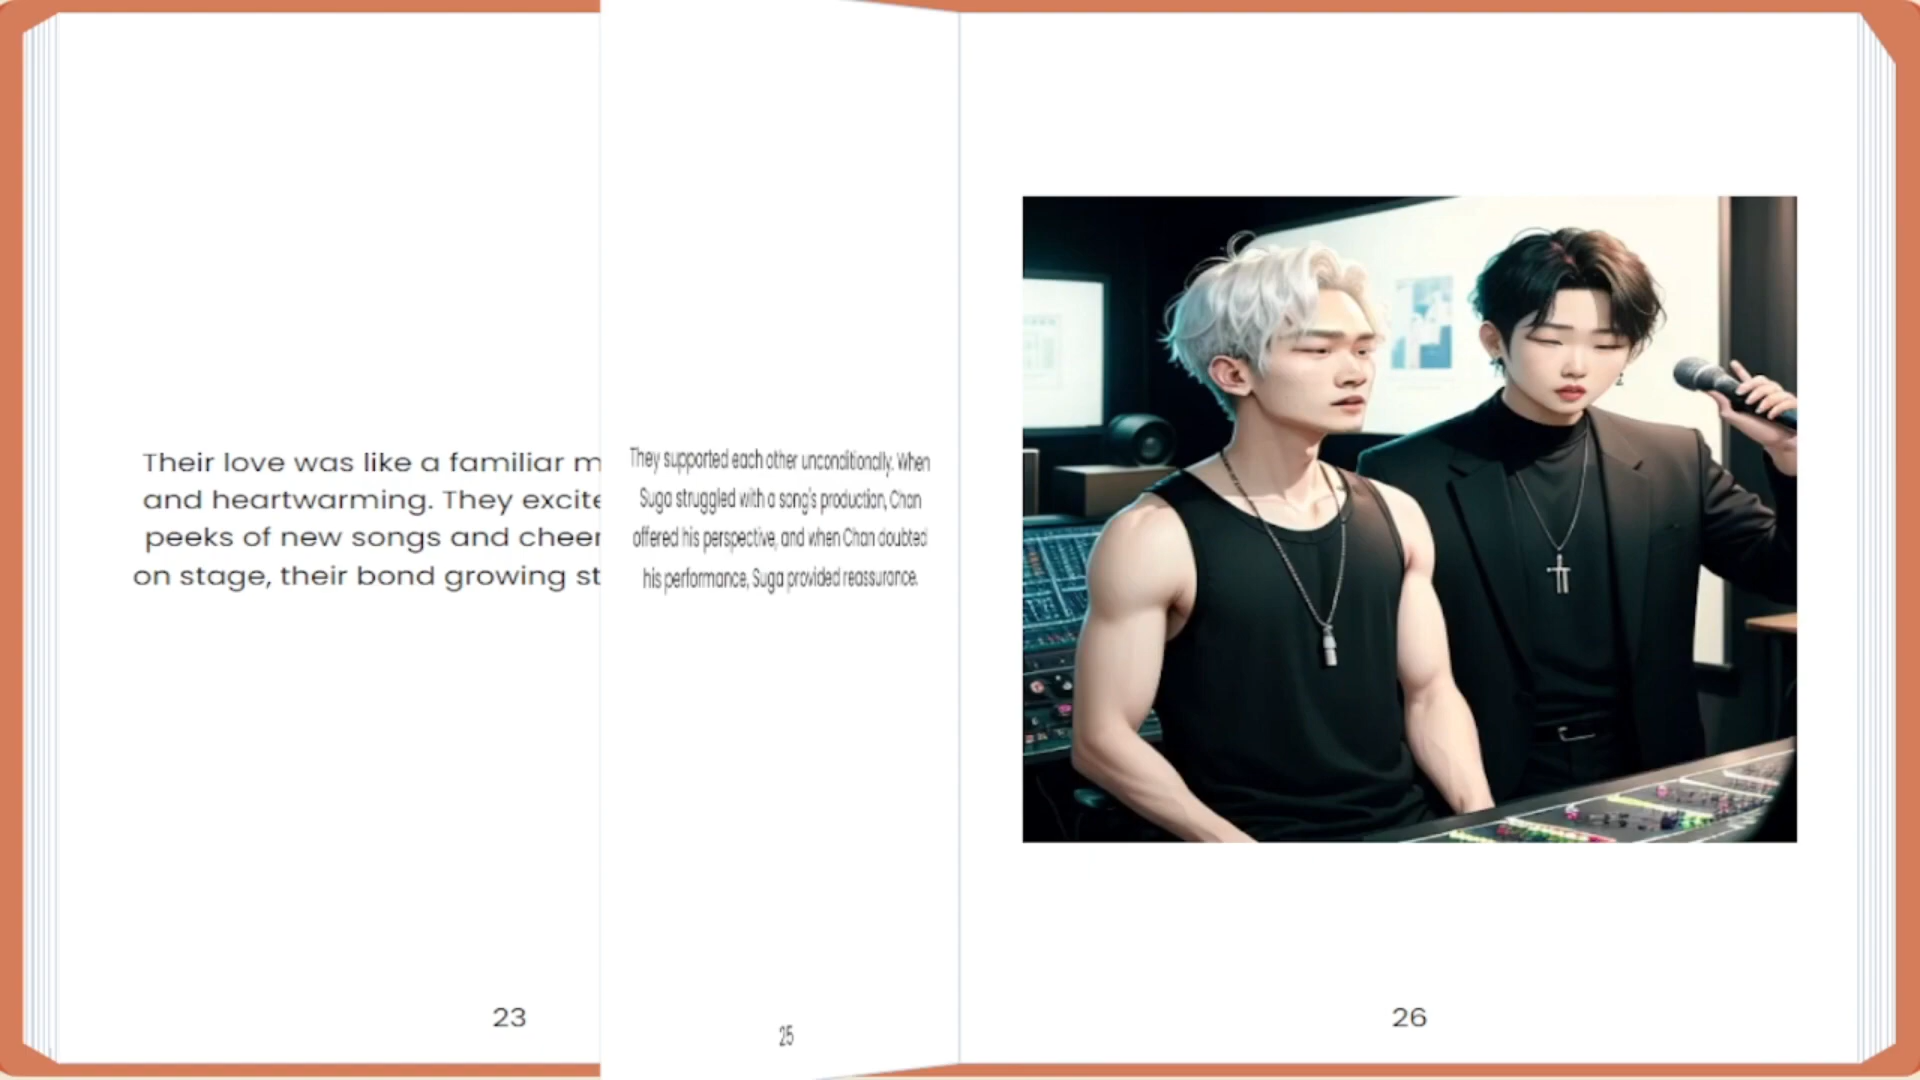 Their love was like a familiar m
and heartwarming. They excite
peeks of new songs and cheer
on stage, their bond growing st
23
They supported each other unconditionally. When
Suga struggled with a song's production, Chan
offered his perspective, and when Chan doubted
his performance, Suga provided reassurance.
25
26